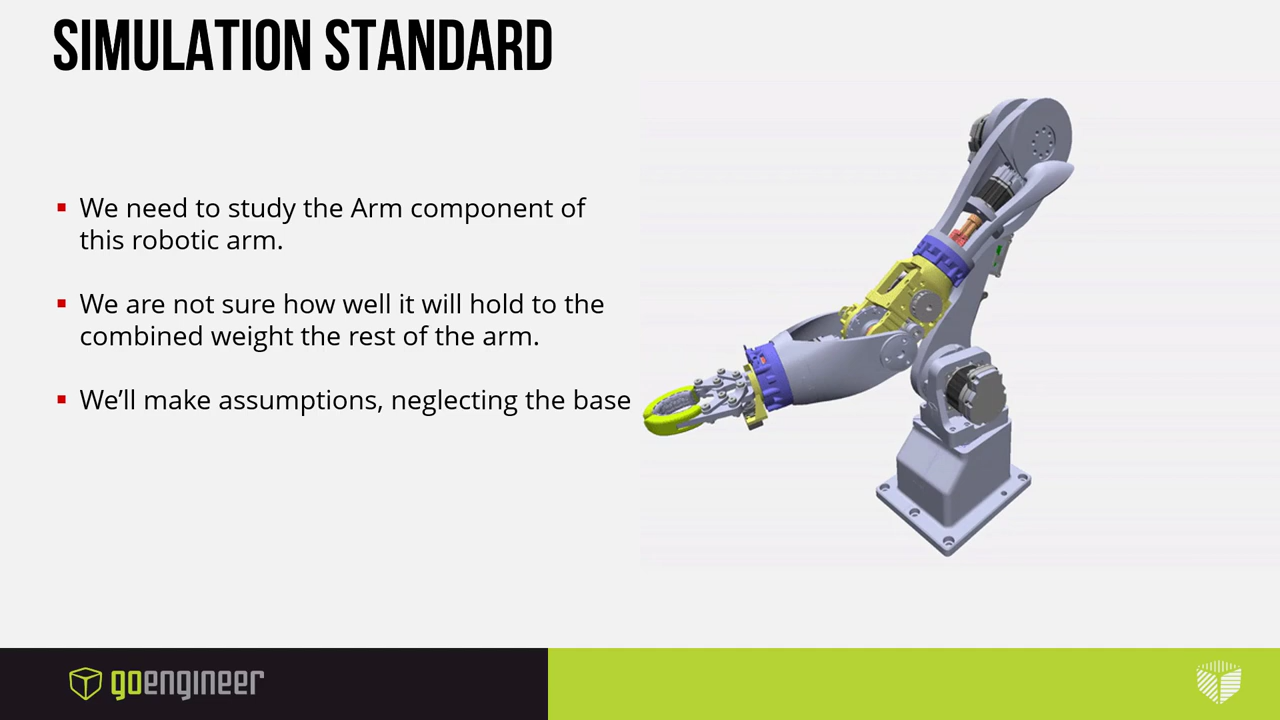 SIMULATION STANDARD
We need to study the Arm component of
this robotic arm.
We are not sure how well it will hold to the
combined weight the rest of the arm.
We’ll make assumptions, neglecting the base
goengineer